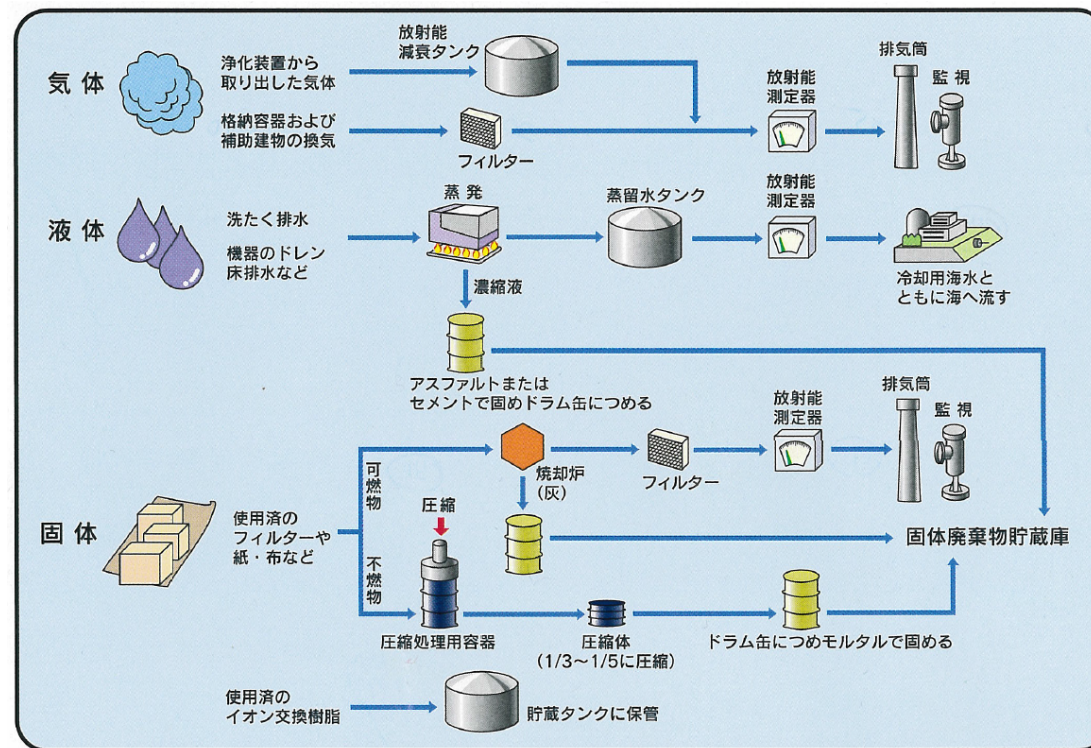 気体
浄化装置から
取り出した気体
放射能
減衰タンク
格納容器および
補助建物の換気
フィルター
放射能
測定器
排気筒
監視
液体
洗たく排水
機器のドレン
床排水など
蒸発
蒸留水タンク
放射能
測定器
冷却用海水と
ともに海へ流す
濃縮液
アスファルトまたは
セメントで固めドラム缶につめる
固体
使用済の
フィルターや
紙・布など
可燃物
焼却炉
(灰)
フィルター
放射能
測定器
排気筒
監視
固体廃棄物貯蔵庫
不燃物
圧縮
圧縮処理用容器
圧縮体
(1/3〜1/5に圧縮)
ドラム缶につめモルタルで固める
使用済の
イオン交換樹脂
貯蔵タンクに保管